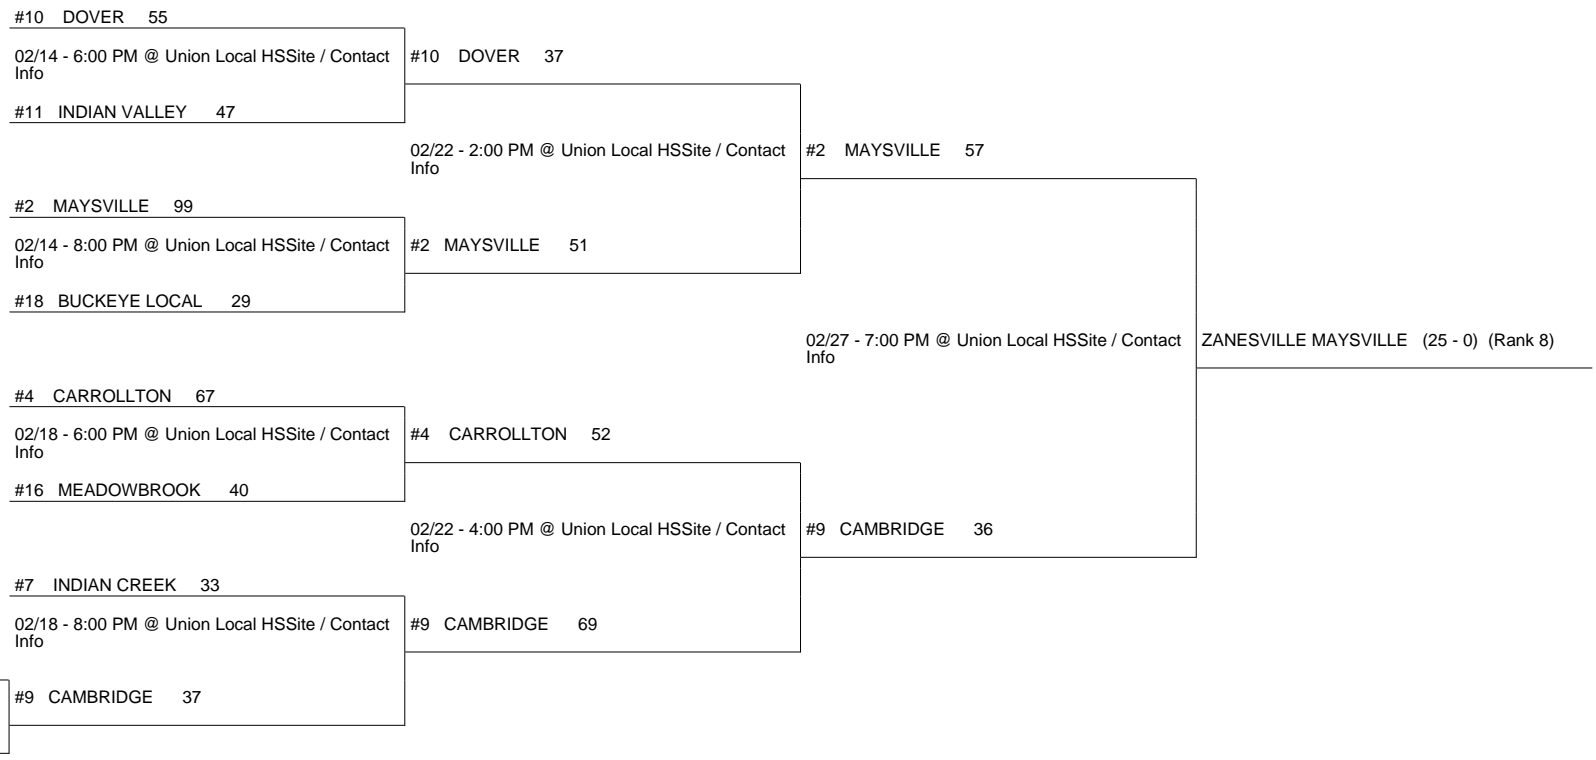 #10 DOVER 55
02/14 - 6:00 PM @ Union Local HSSite / Contact
Info
#11 INDIAN VALLEY 47
#10 DOVER 37
02/22 - 2:00 PM @ Union Local HSSite / Contact
Info
#2 MAYSVILLE 99
02/14 - 8:00 PM @ Union Local HSSite / Contact
Info
#18 BUCKEYE LOCAL 29
#2 MAYSVILLE 51
#2 MAYSVILLE 57
02/27 - 7:00 PM @ Union Local HSSite / Contact
Info
ZANESVILLE MAYSVILLE (25 - 0) (Rank 8)
#4 CARROLLTON 67
02/18 - 6:00 PM @ Union Local HSSite / Contact
Info
#16 MEADOWBROOK 40
#4 CARROLLTON 52
02/22 - 4:00 PM @ Union Local HSSite / Contact
Info
#9 CAMBRIDGE 36
#7 INDIAN CREEK 33
02/18 - 8:00 PM @ Union Local HSSite / Contact
Info
#9 CAMBRIDGE 69
#9 CAMBRIDGE 37